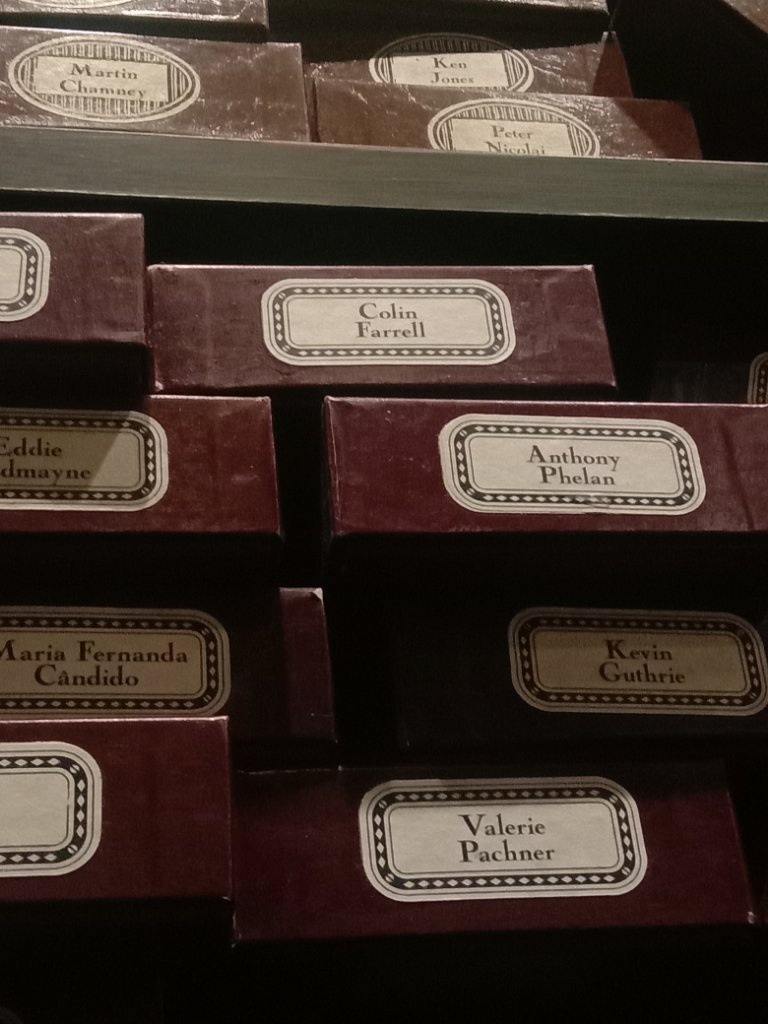 Martin
Chamney
Ken
Jones
Peter
Nicolai
Colin
Farrell
Eddie
dmayne
Anthony
Phelan
Maria Fernanda
Cândido
Kevin
Guthrie
Valerie
Pachner